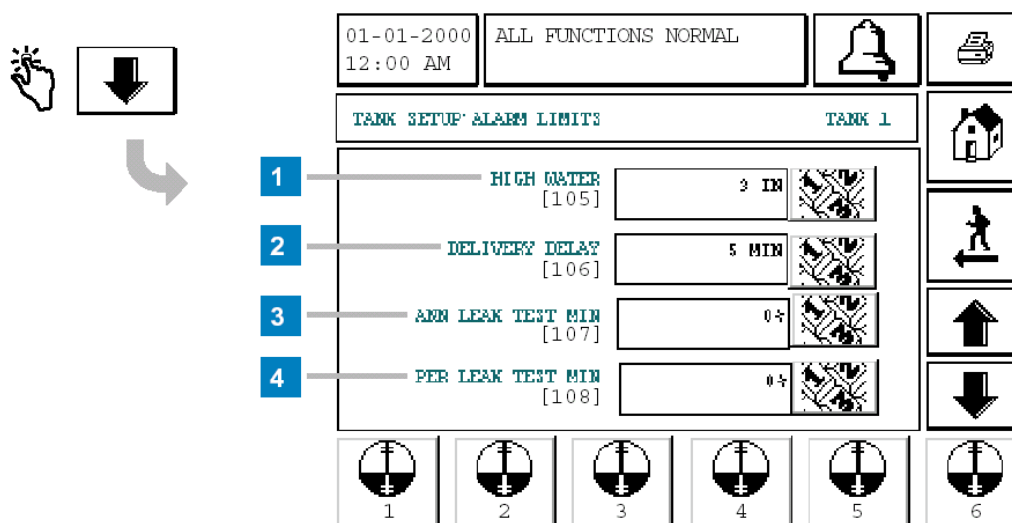 01-01-2000
12:00 AM
ALL FUNCTIONS NORMAL
TANK SETUP:ALARM LIMITS TANK 1
1 HIGH WATER
[105]
3 IN
2 DELIVERY DELAY
[106]
5 MIN
3 ANN LEAK TEST MIN
[107]
0%
4 PER LEAK TEST MIN
[108]
0%
1 2 3 4 5 6